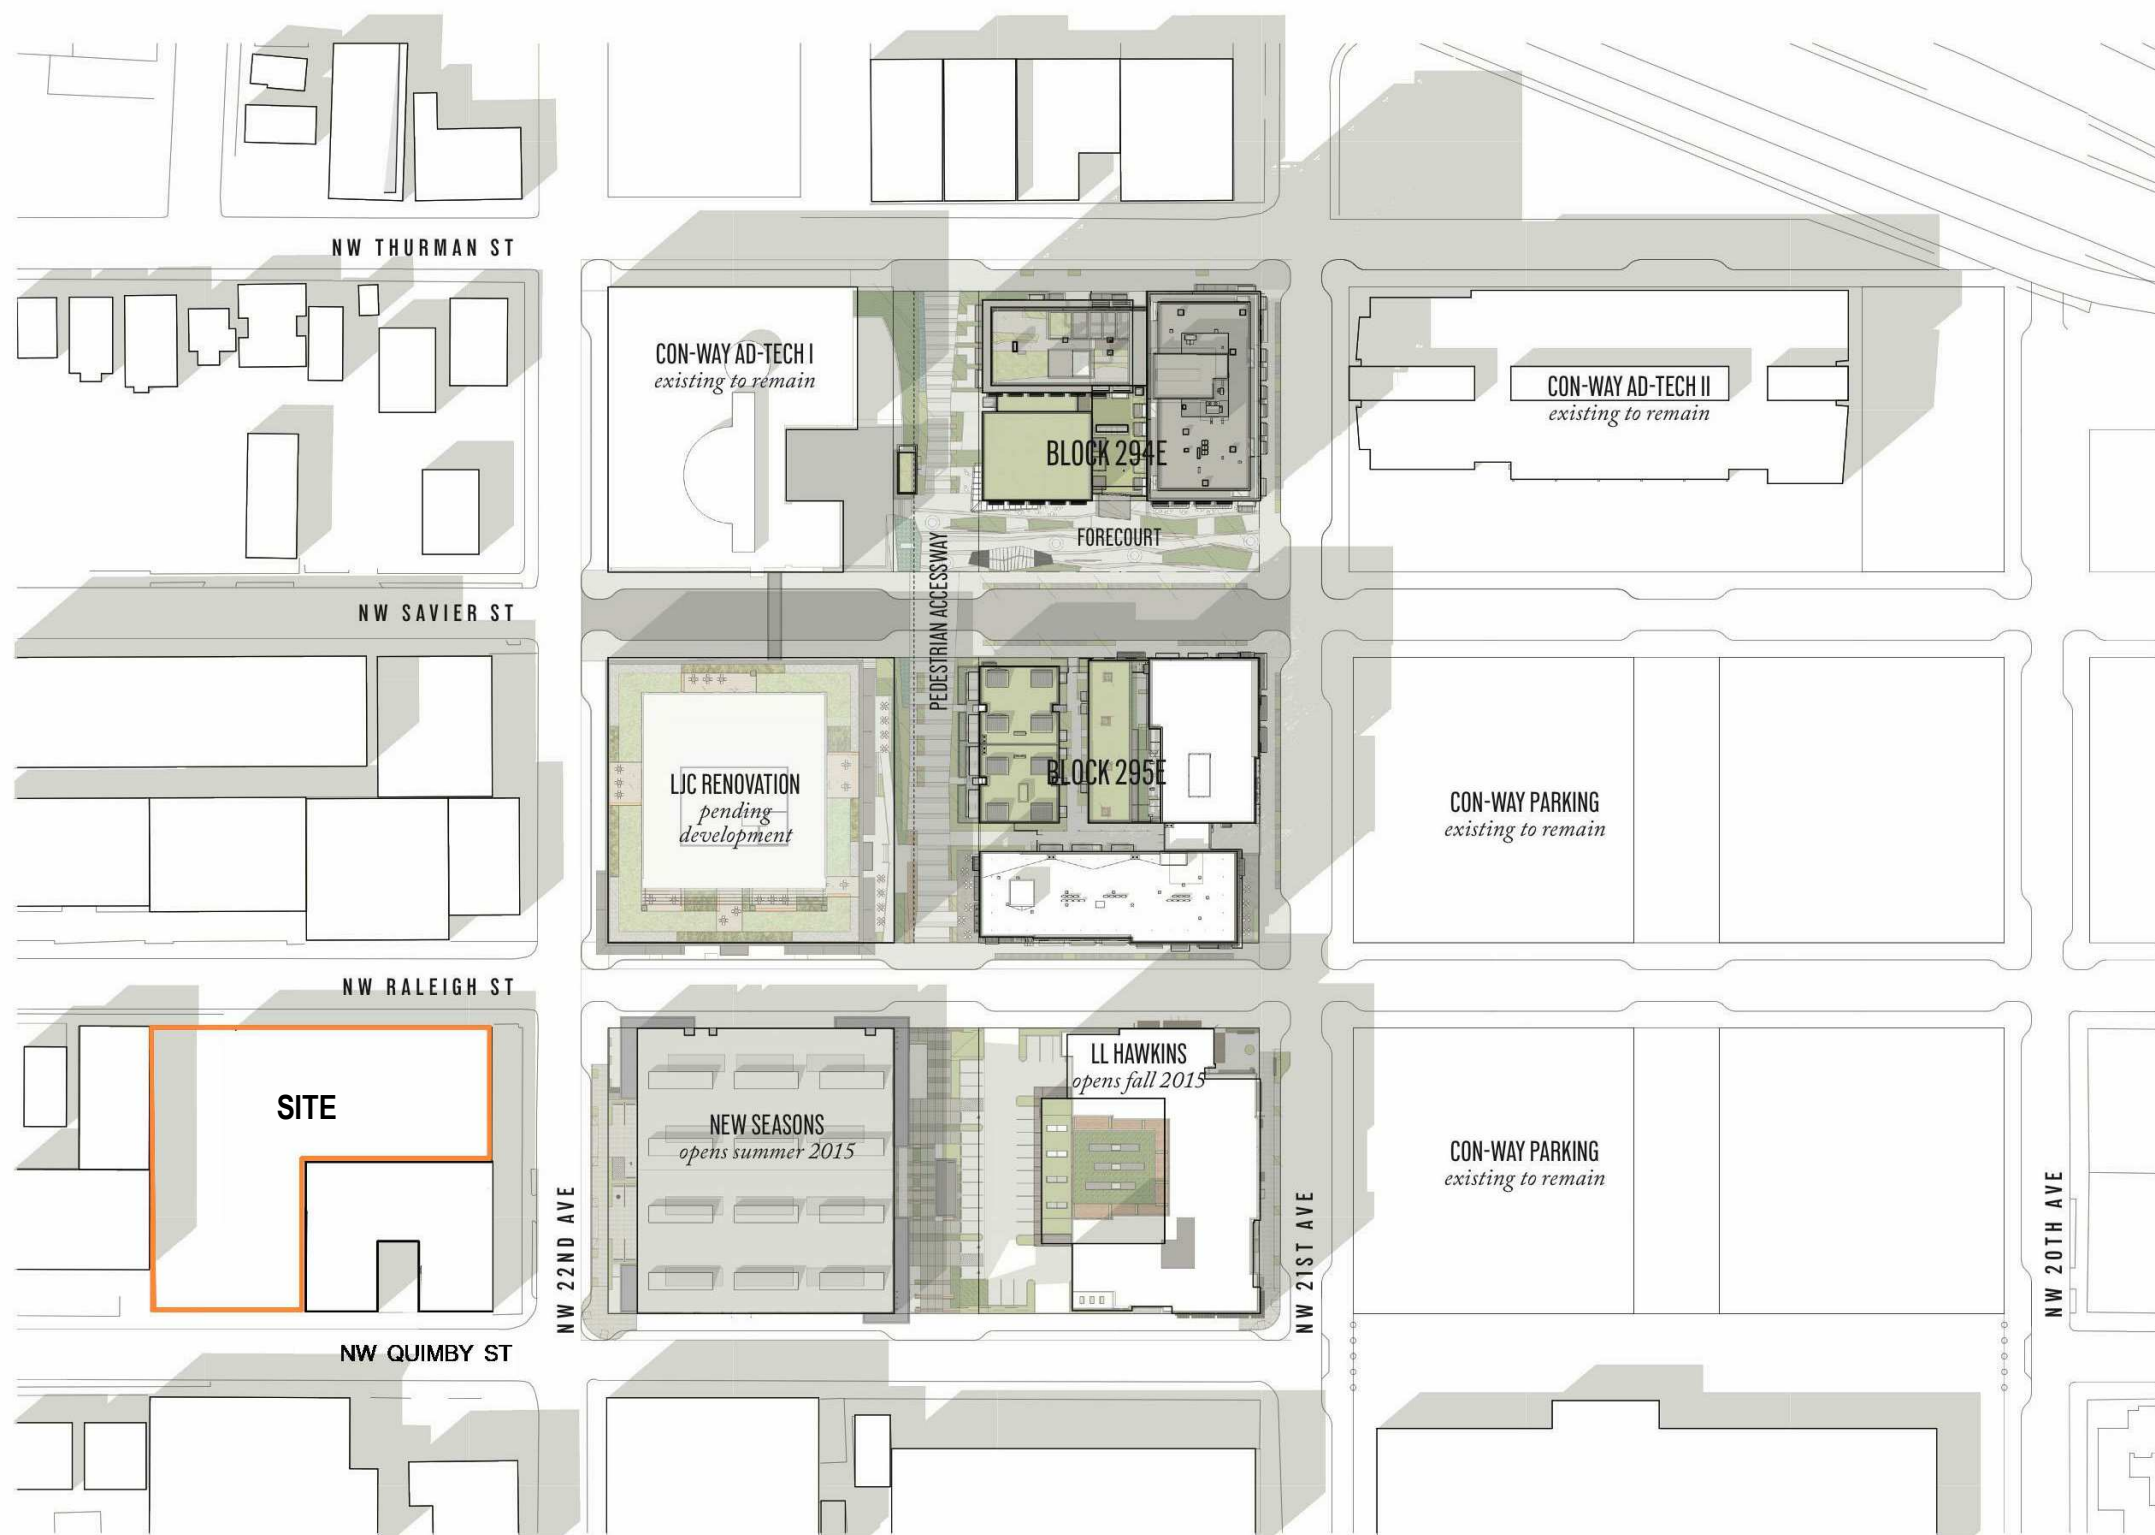 NW THURMAN ST
CON-WAY AD-TECH I
existing to remain
CON-WAY AD-TECH II
existing to remain
BLOCK 294E
FORECOURT
PEDESTRIAN ACCESSWAY
NW SAVIER ST
LJC RENOVATION
pending
development
BLOCK 295E
CON-WAY PARKING
existing to remain
NW RALEIGH ST
SITE
NEW SEASONS
opens summer 2015
LL HAWKINS
opens fall 2015
CON-WAY PARKING
existing to remain
NW 22ND AVE
NW 21ST AVE
NW 20TH AVE
NW QUIMBY ST